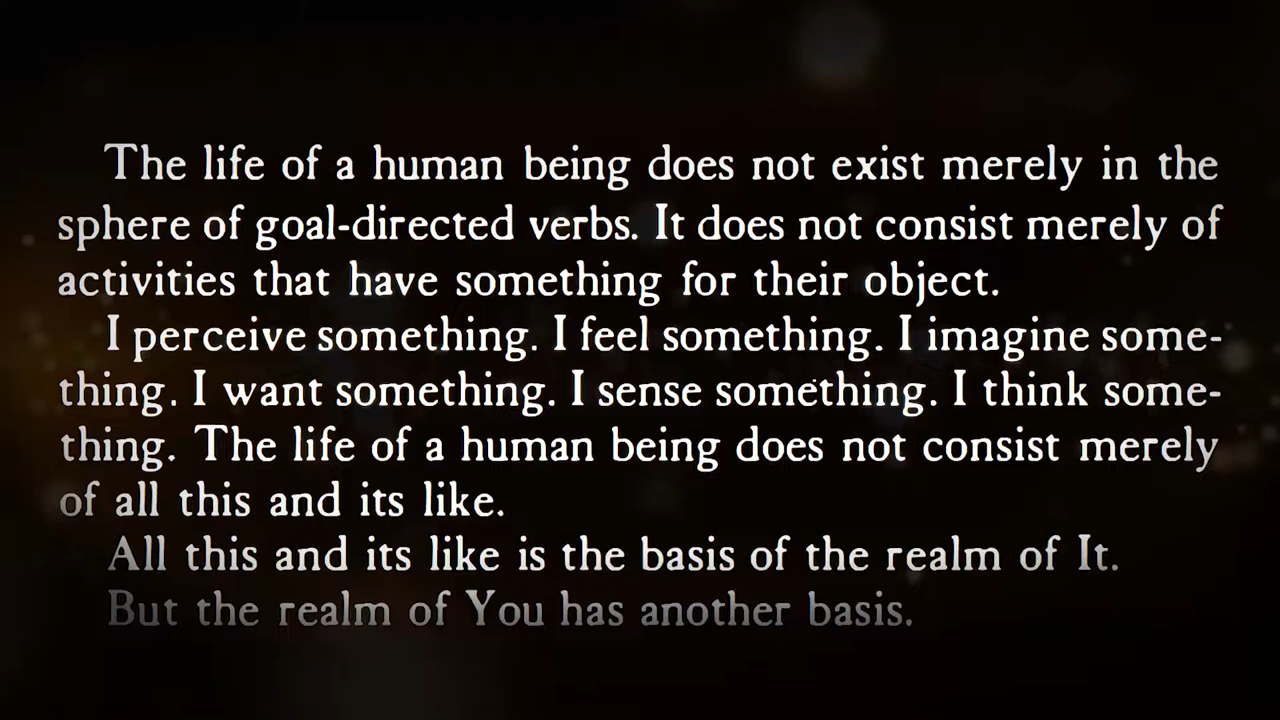 The life of a human being does not exist merely in the
sphere of goal-directed verbs. It does not consist merely of
activities that have something for their object.
I perceive something. I feel something. I imagine some-
thing. I want something. I sense something. I think some-
thing. The life of a human being does not consist merely
of all this and its like.
All this and its like is the basis of the realm of It.
But the realm of You has another basis.